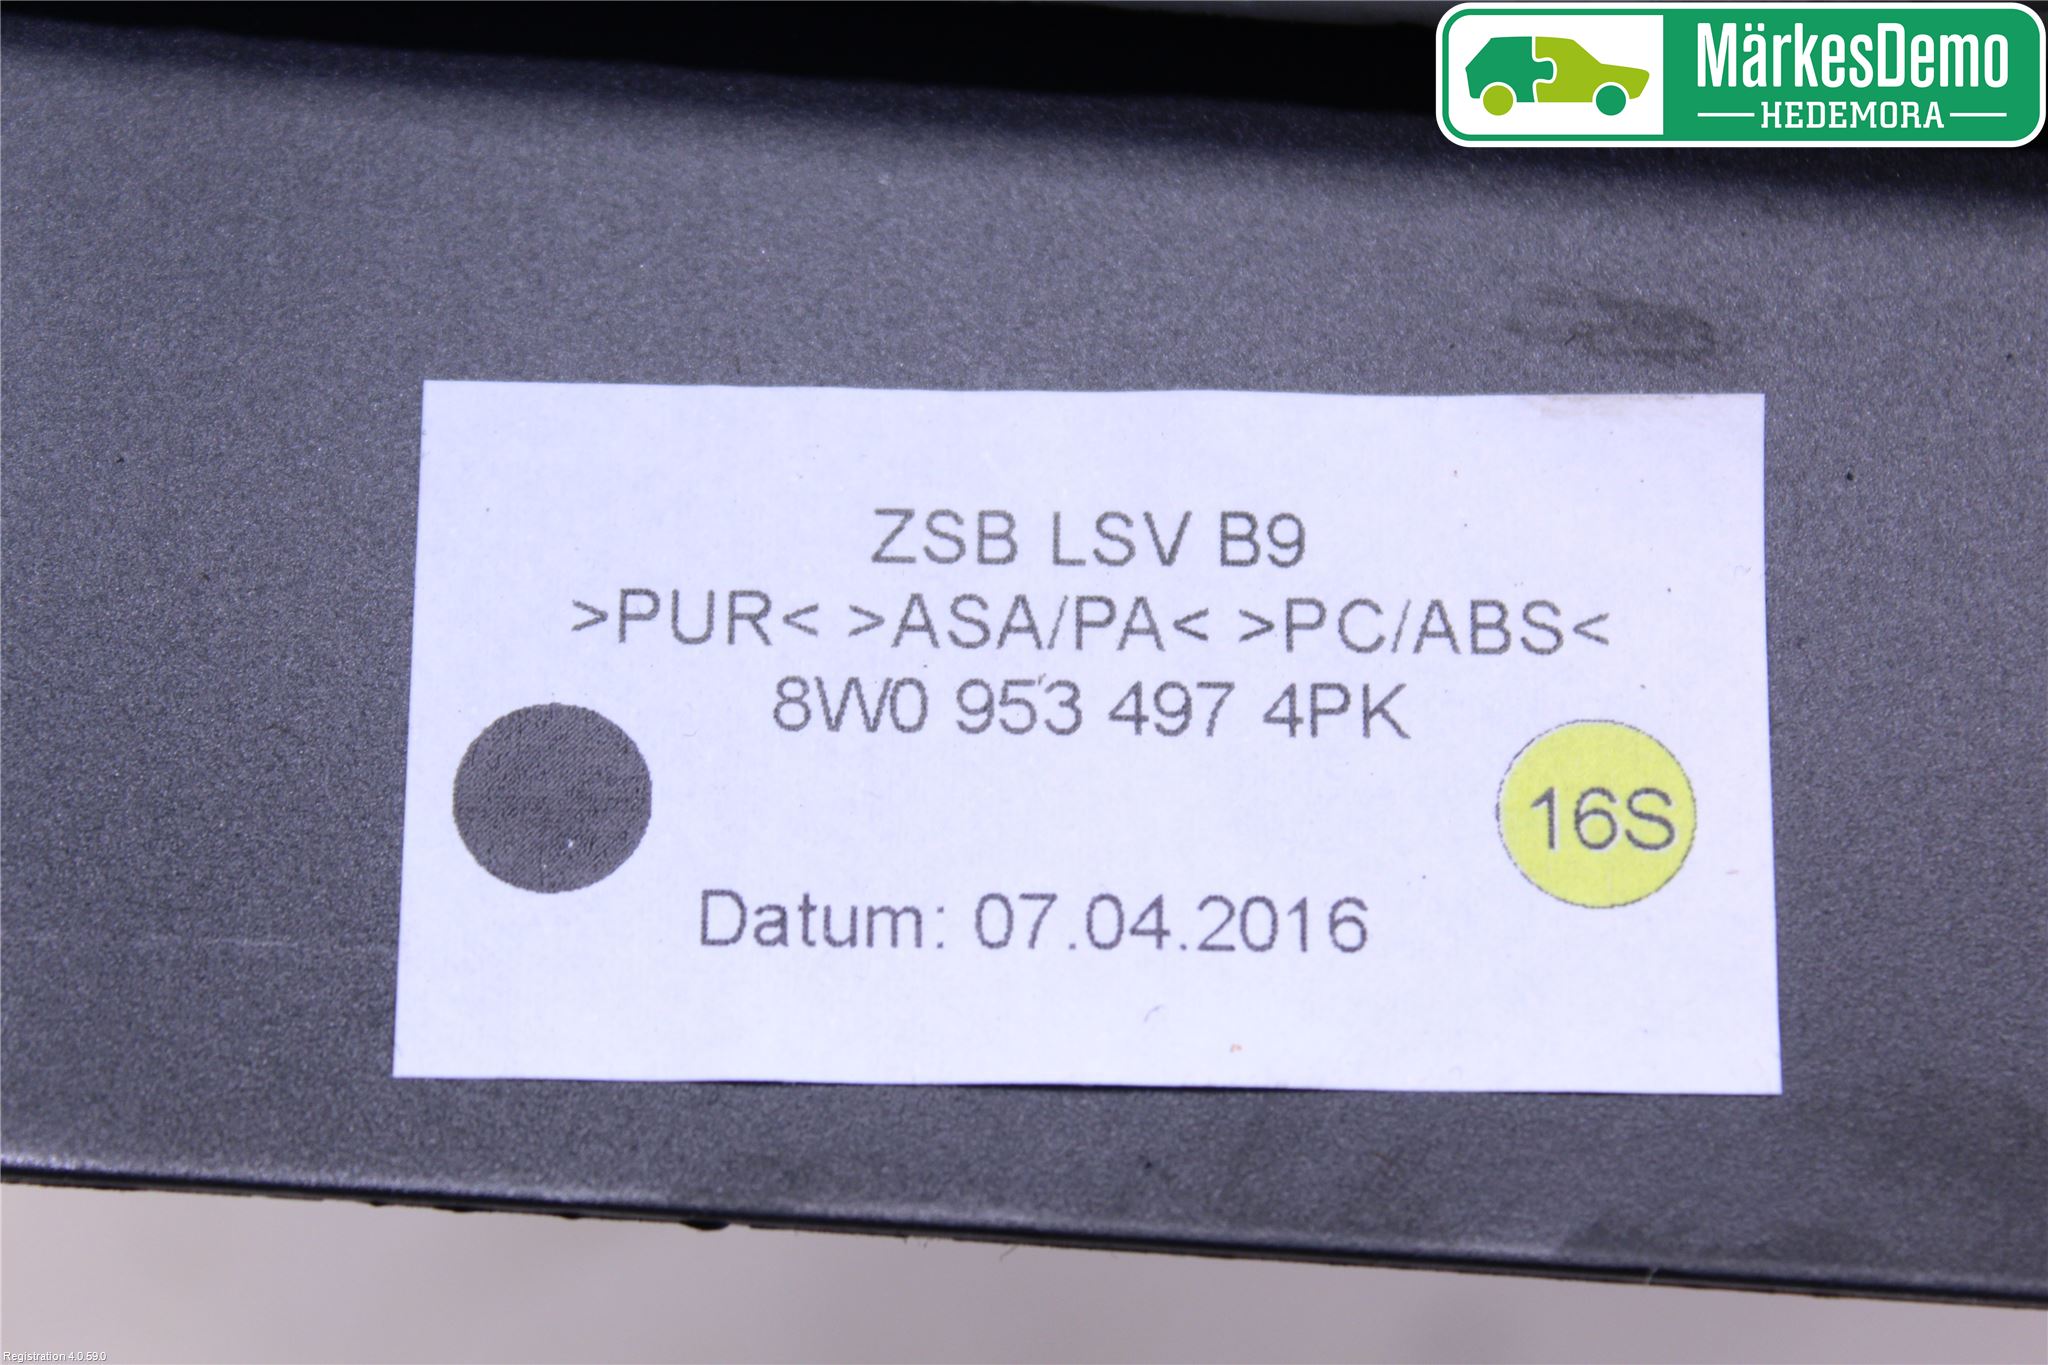 MärkesDemo
HEDEMORA
ZSB LSV B9
>PUR< >ASA/PA< >PC/ABS<
8W0 953 497 4PK
16S
Datum: 07.04.2016
Registration 4.0.59.0